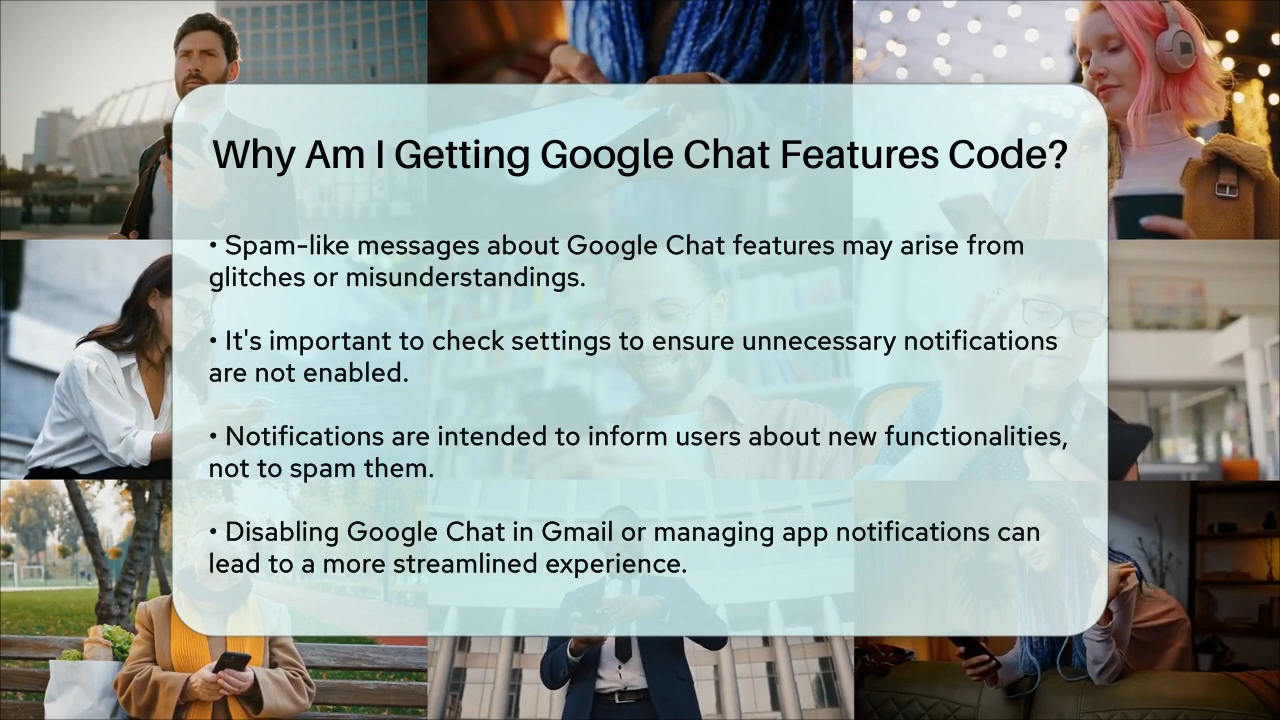 Why Am I Getting Google Chat Features Code?
• Spam-like messages about Google Chat features may arise from
glitches or misunderstandings.
• It's important to check settings to ensure unnecessary notifications
are not enabled.
• Notifications are intended to inform users about new functionalities,
not to spam them.
• Disabling Google Chat in Gmail or managing app notifications can
lead to a more streamlined experience.